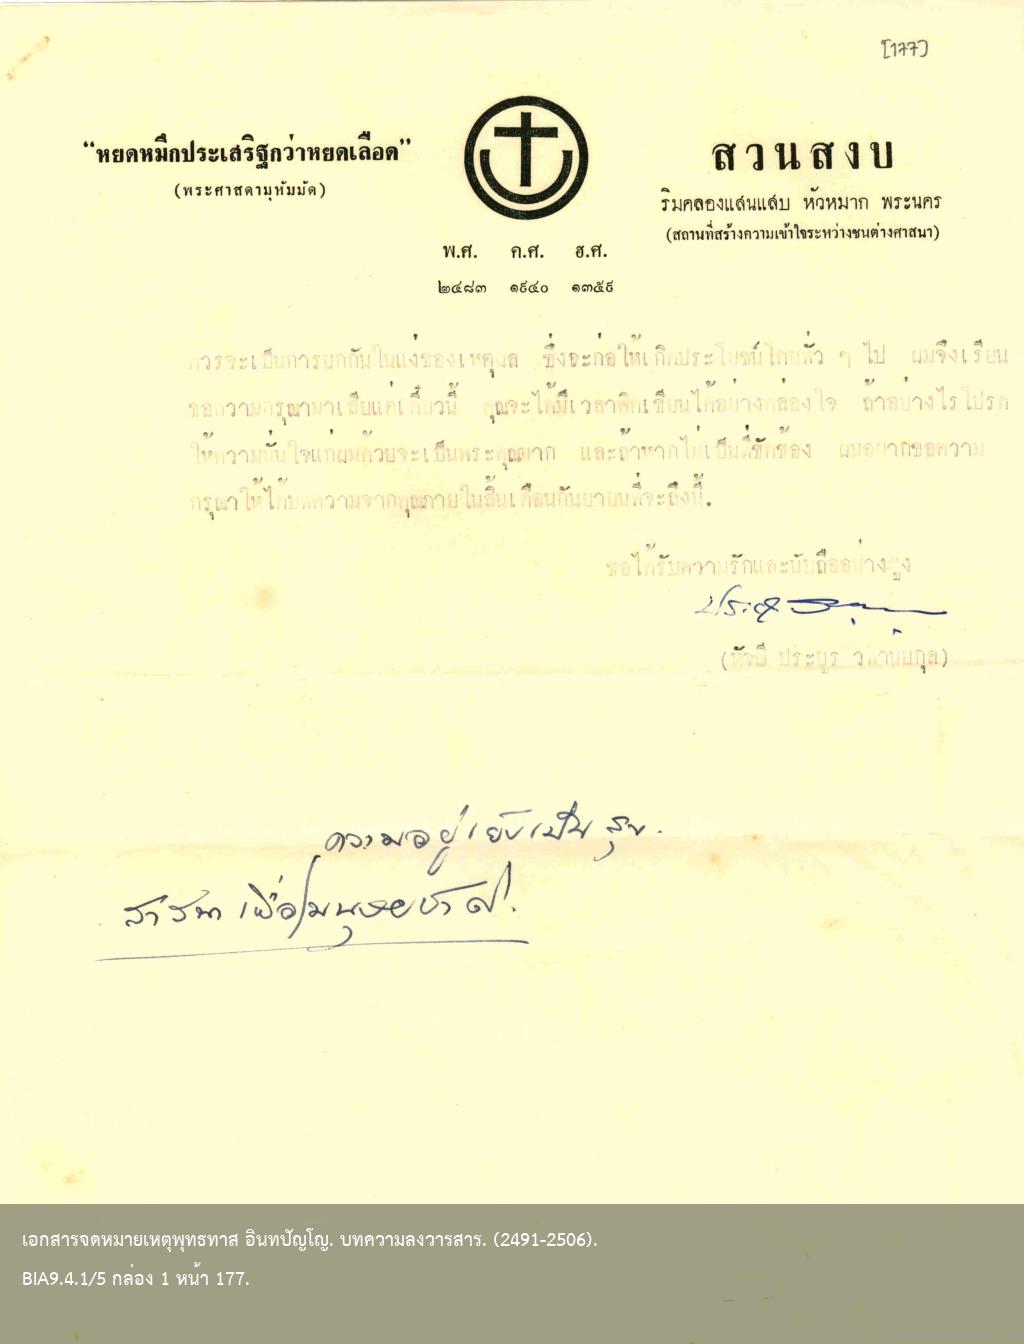 [177]
“หยดหมึกประเสริฐกว่าหยดเลือด”
(พระศาสดามุหัมมัด)
สวนสงบ
ริมคลองแสนแสบ หัวหมาก พระนคร
(สถานที่สร้างความเข้าใจระหว่างชนต่างศาสนา)
พ.ศ. ค.ศ. ฮ.ศ.
๒๔๘๓ ๑๙๔๐ ๑๓๕๙
ควรจะเป็นการยกกันในแง่ของเหตุผล ซึ่งจะก่อให้เกิดประโยชน์โดยทั่ว ๆ ไป ผมจึงเรียน
ขอความกรุณามาเสียแต่เดี๋ยวนี้ คุณจะได้มีเวลาคิดเขียนได้อย่างคล่องใจ ถ้าอย่างไรโปรด
ให้ความมั่นใจแก่ผมด้วยจะเป็นพระคุณมาก และถ้าหากไม่เป็นที่ขัดข้อง ผมอยากขอความ
กรุณาให้ได้บทความจากคุณภายในสิ้นเดือนกันยายนที่จะถึงนี้.
ขอได้รับความรักและนับถืออย่างสูง
(หัจยี ประยูร วทานยกุล)
ความอยู่เย็นเป็นสุข.
ศาสนาเพื่อมนุษยชาติ.
เอกสารจดหมายเหตุพุทธทาส อินทปัญโญ. บทความลงวารสาร. (2491-2506).
BIA9.4.1/5 กล่อง 1 หน้า 177.